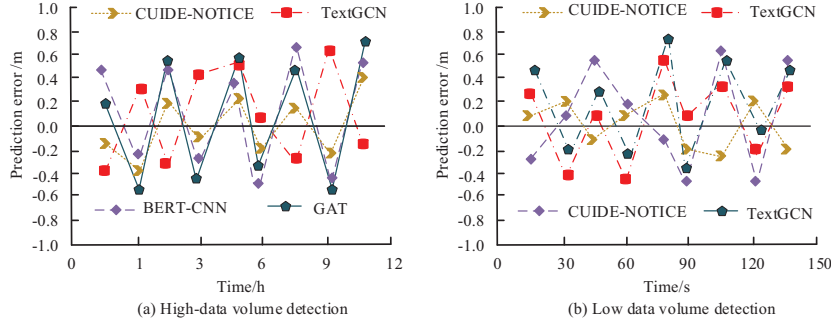 CUIDE-NOTICE TextGCN
Prediction error /m
1.0
0.8
0.6
0.4
0.2
0.0
-0.2
-0.4
-0.6
-0.8
-1.0
BERT-CNN GAT
0 1 3 6 9 12
Time/h
(a) High-data volume detection
CUIDE-NOTICE TextGCN
Prediction error /m
1.0
0.8
0.6
0.4
0.2
0.0
-0.2
-0.4
-0.6
-0.8
-1.0
CUIDE-NOTICE TextGCN
0 30 60 90 120 150
Time/s
(b) Low data volume detection